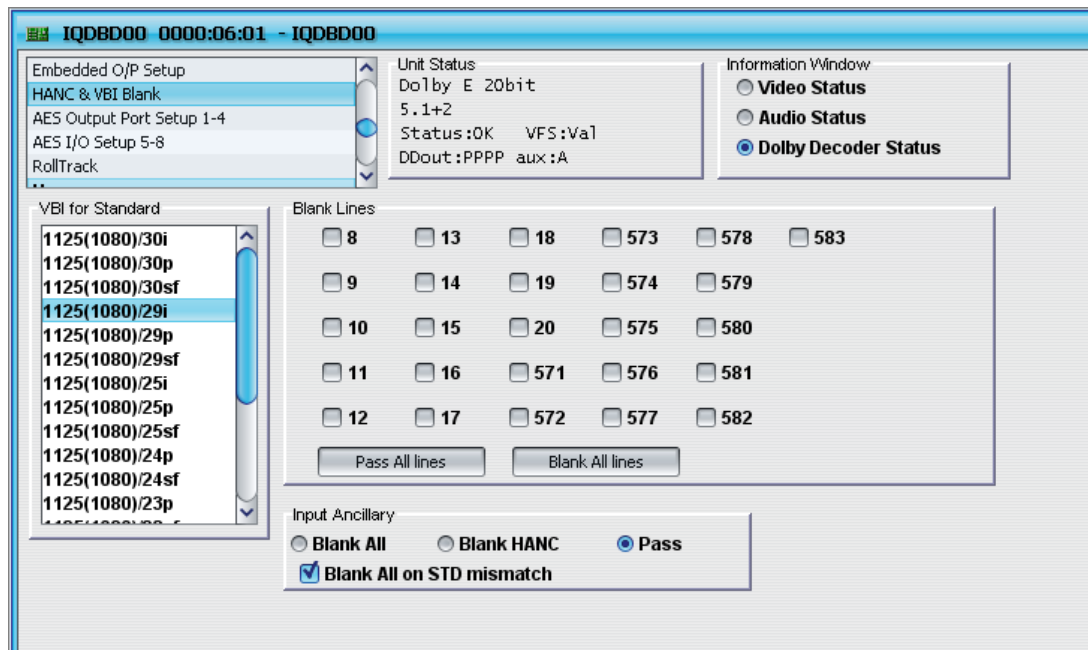 IQDBD00 0000:06:01 - IQDBD00
Embedded O/P Setup
HANC & VBI Blank
AES Output Port Setup 1-4
AES I/O Setup 5-8
RollTrack
Unit Status
Dolby E 20bit
5.1+2
Status:OK VFS:Val
DDout:PPPP aux:A
Information Window
Video Status
Audio Status
Dolby Decoder Status
VBI for Standard
1125(1080)/30i
1125(1080)/30p
1125(1080)/30sf
1125(1080)/29i
1125(1080)/29p
1125(1080)/29sf
1125(1080)/25i
1125(1080)/25p
1125(1080)/25sf
1125(1080)/24p
1125(1080)/24sf
1125(1080)/23p
Blank Lines
8 13 18 573 578 583
9 14 19 574 579
10 15 20 575 580
11 16 571 576 581
12 17 572 577 582
Pass All lines Blank All lines
Input Ancillary
Blank All Blank HANC Pass
Blank All on STD mismatch